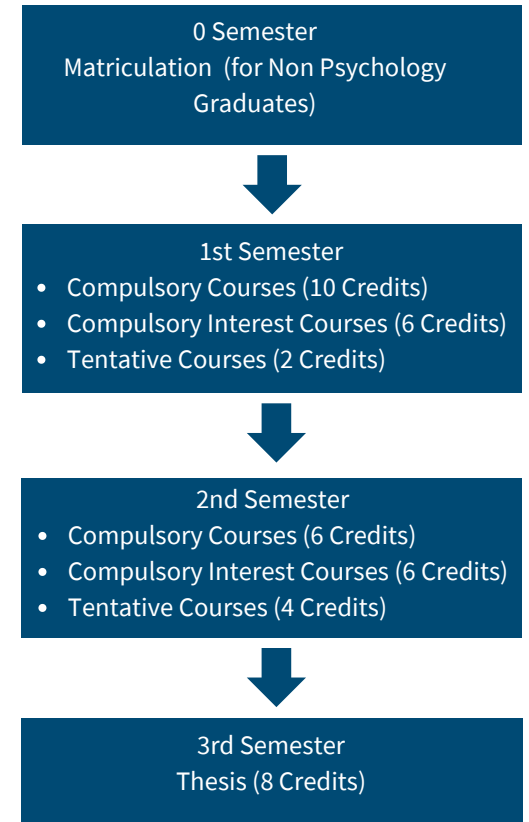 0 Semester
Matriculation (for Non Psychology
Graduates)
1st Semester
• Compulsory Courses (10 Credits)
• Compulsory Interest Courses (6 Credits)
• Tentative Courses (2 Credits)
2nd Semester
• Compulsory Courses (6 Credits)
• Compulsory Interest Courses (6 Credits)
• Tentative Courses (4 Credits)
3rd Semester
Thesis (8 Credits)